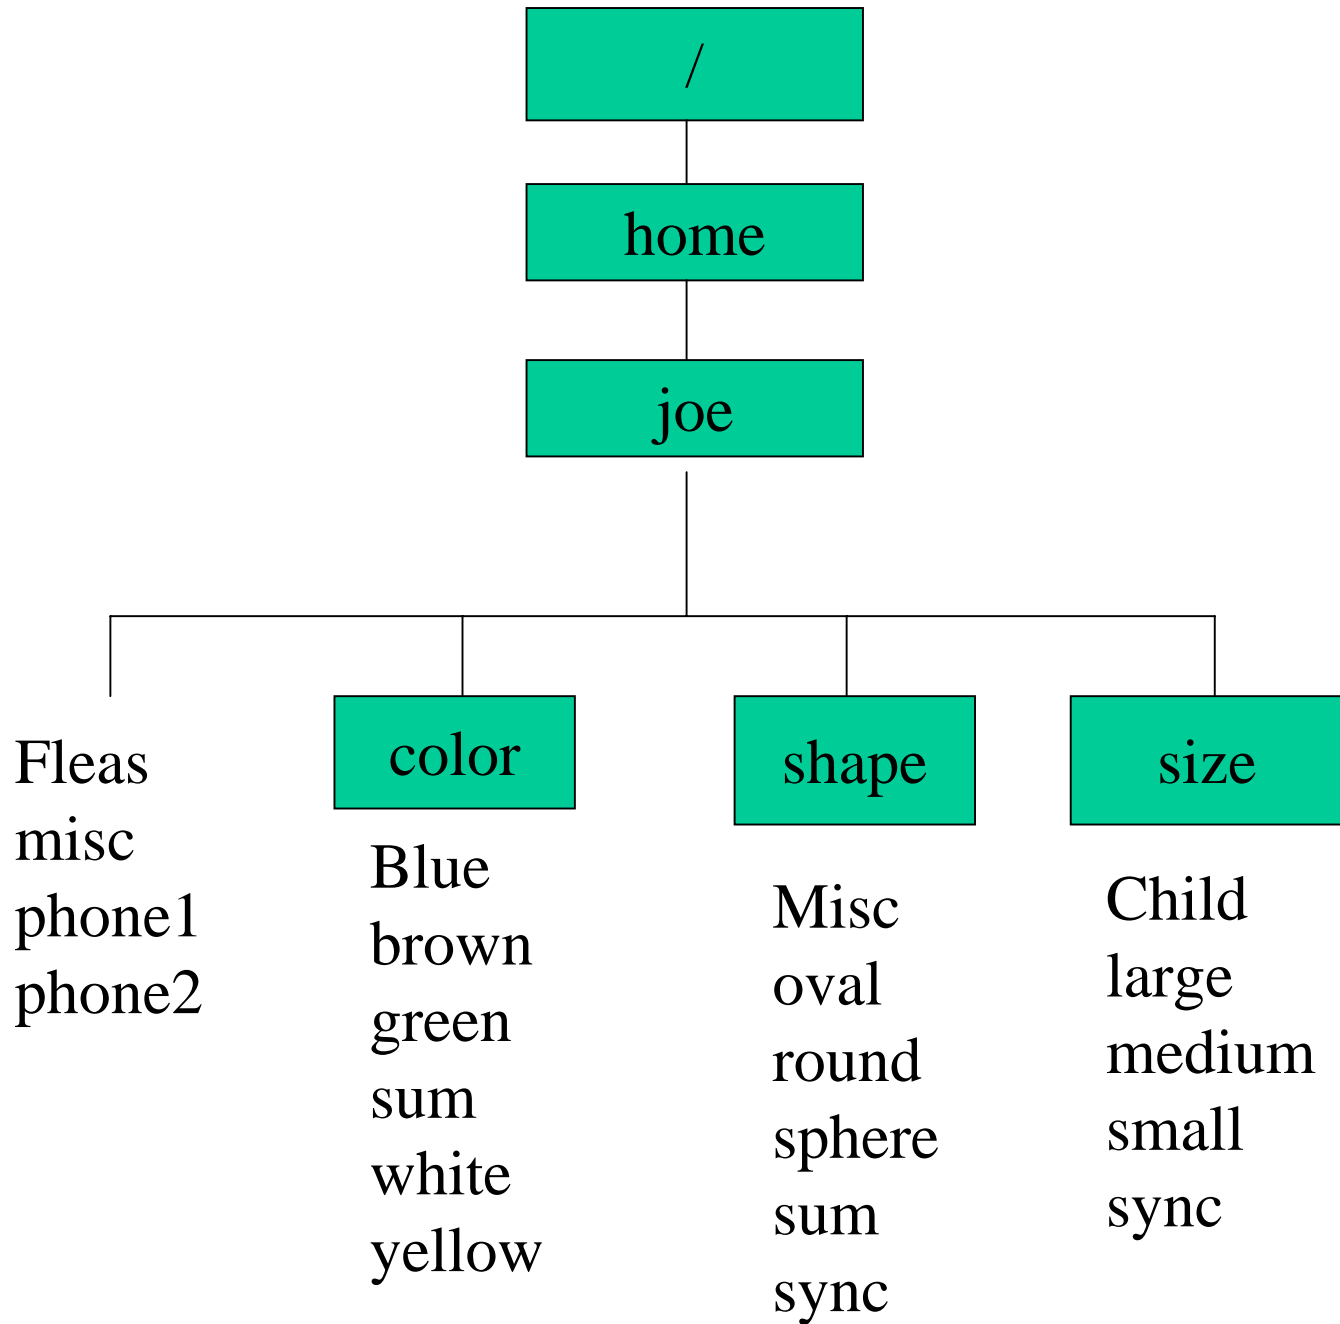 /
home
joe
Fleas
misc
phone1
phone2
color
Blue
brown
green
sum
white
yellow
shape
Misc
oval
round
sphere
sum
sync
size
Child
large
medium
small
sync